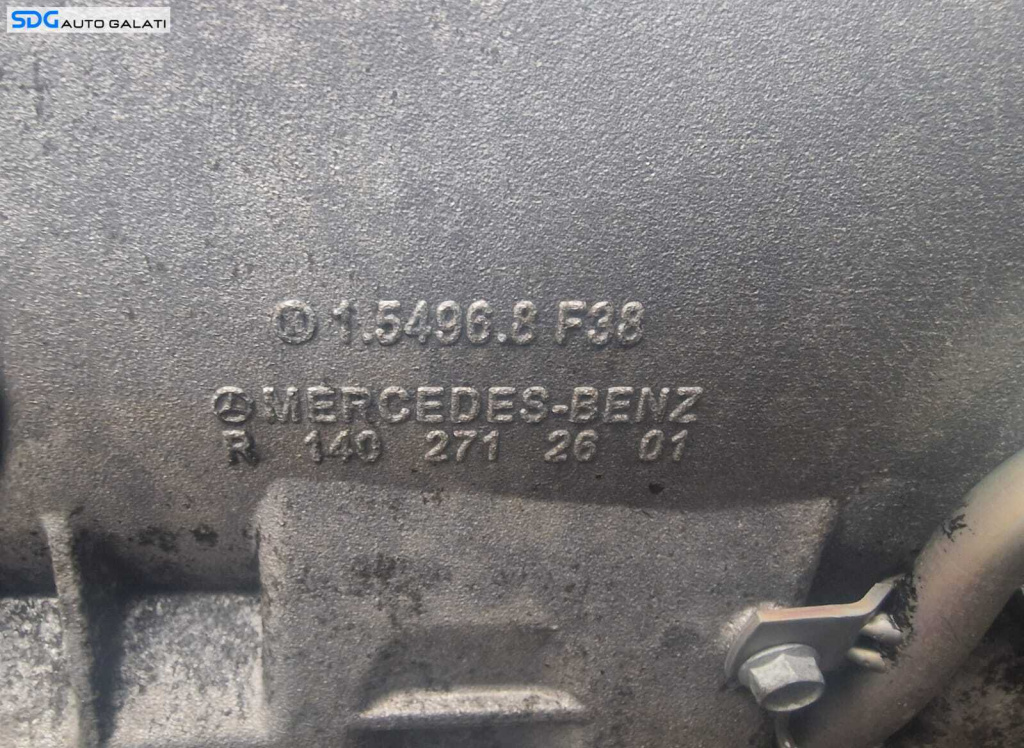 SDG AUTO GALATI
1.5496.8 F38
MERCEDES-BENZ
R 140 271 26 01